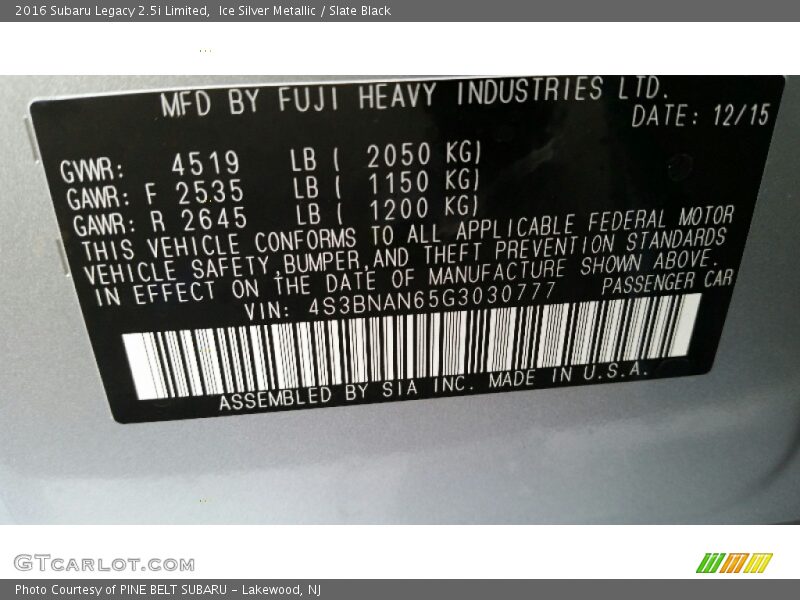 2016 Subaru Legacy 2.5i Limited,  Ice Silver Metallic / Slate Black
MFD BY FUJI HEAVY INDUSTRIES LTD.
DATE: 12/15
GVWR: 4519 LB ( 2050 KG)
GAWR: F 2535 LB ( 1150 KG)
GAWR: R 2645 LB ( 1200 KG)
THIS VEHICLE CONFORMS TO ALL APPLICABLE FEDERAL MOTOR
VEHICLE SAFETY,BUMPER,AND THEFT PREVENTION STANDARDS
IN EFFECT ON THE DATE OF MANUFACTURE SHOWN ABOVE.
VIN: 4S3BNAN65G3030777 PASSENGER CAR
ASSEMBLED BY SIA INC. MADE IN U.S.A.
GTcarlot.com
Photo Courtesy of PINE BELT SUBARU - Lakewood, NJ